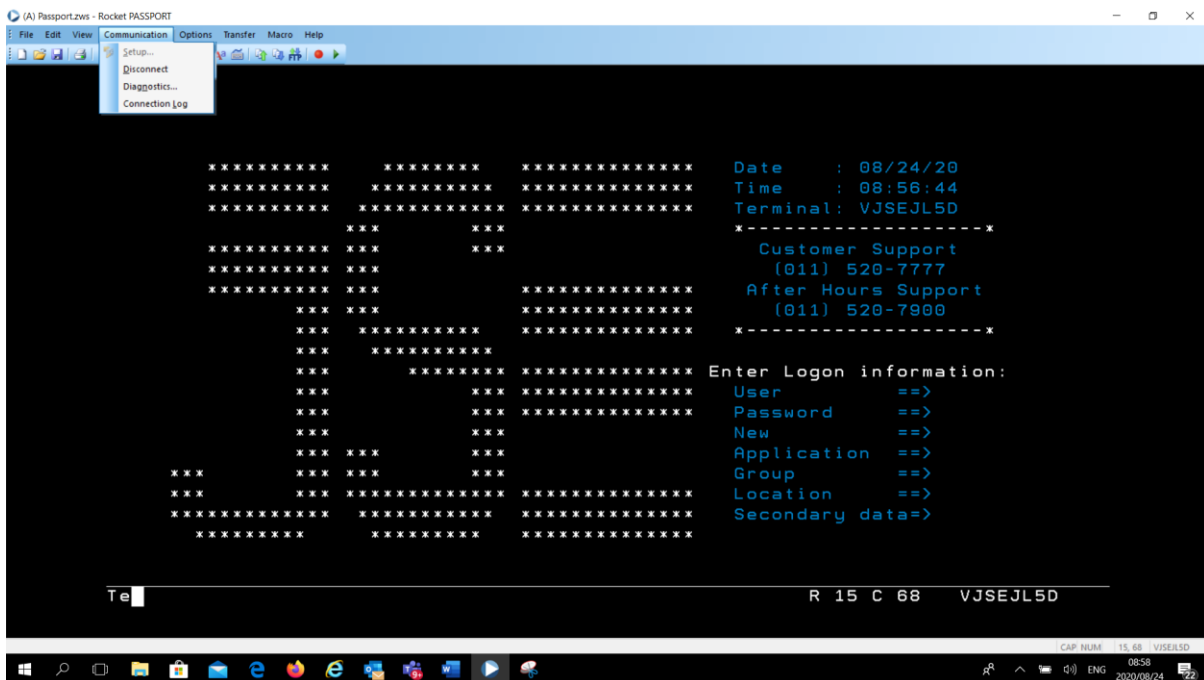 (A) Passport.zws - Rocket PASSPORT
File Edit View Communication Options Transfer Macro Help
Setup...
Disconnect
Diagnostics...
Connection Log
********** ******** ************** Date : 08/24/20
********** ********** ************** Time : 08:56:44
********** ************ ************** Terminal: VJSEJL5D
*** *** *--------------------*
********** *** *** Customer Support
********** *** (011) 520-7777
********** *** ************** After Hours Support
*** *** ************** (011) 520-7900
*** ********** ************** *--------------------*
*** **********
*** ******** ************** Enter Logon information:
*** *** ************** User ==>
*** *** ************** Password ==>
*** *** New ==>
*** *** *** Application ==>
*** *** *** *** Group ==>
*** *** ************* ************** Location ==>
************* *********** ************** Secondary data=>
********* ********* **************
Te R 15 C 68 VJSEJL5D
CAP NUM 15, 68 VJSEJL5D
ENG 08:58
2020/08/24 22